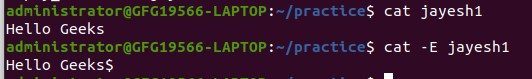 administrator@GFG19566-LAPTOP:~/practice$ cat jayesh1
Hello Geeks
administrator@GFG19566-LAPTOP:~/practice$ cat -E jayesh1
Hello Geeks$